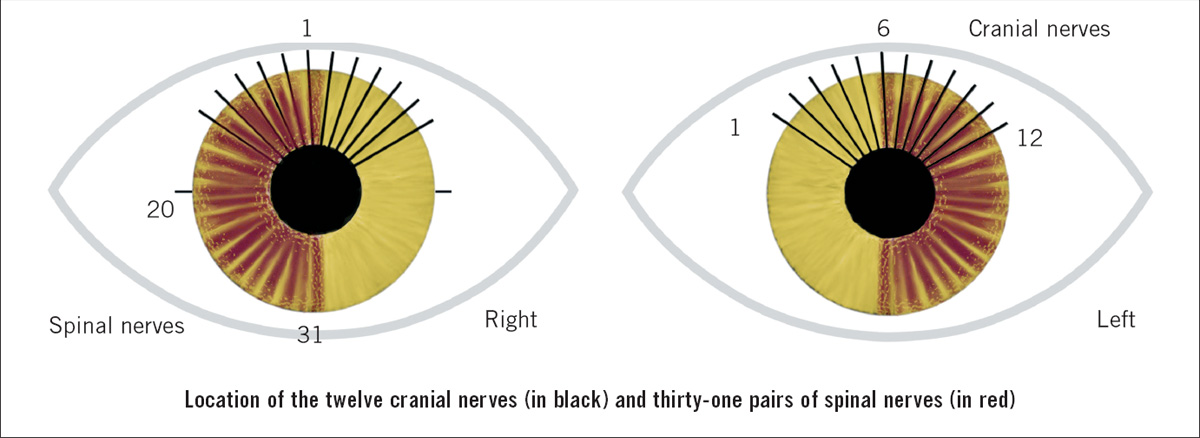 1
6
Cranial nerves
1
12
20
Spinal nerves
31
Right
Left
Location of the twelve cranial nerves (in black) and thirty-one pairs of spinal nerves (in red)